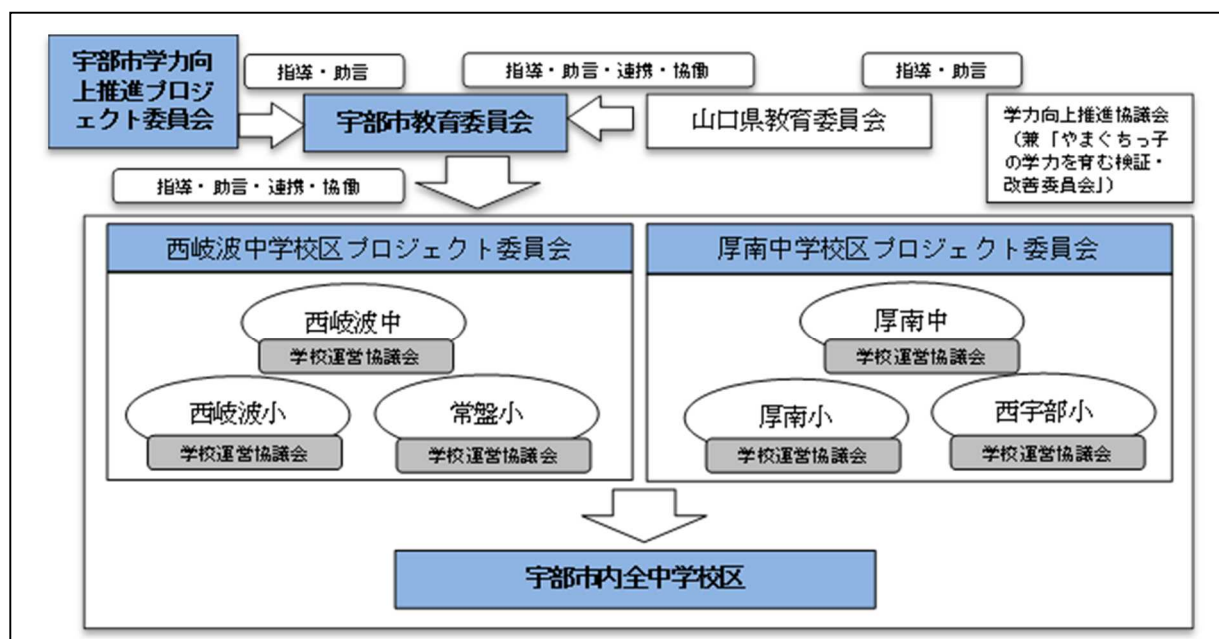 宇部市学力向
上推進プロジ
ェクト委員会
指導・助言
指導・助言・連携・協働
指導・助言
宇部市教育委員会
山口県教育委員会
学力向上推進協議会
(兼「やまぐちっ子
の学力を育む検証・
改善委員会」)
指導・助言・連携・協働
西岐波中学校区プロジェクト委員会
厚南中学校区プロジェクト委員会
西岐波中
学校運営協議会
西岐波小
学校運営協議会
常盤小
学校運営協議会
厚南中
学校運営協議会
厚南小
学校運営協議会
西宇部小
学校運営協議会
宇部市内全中学校区